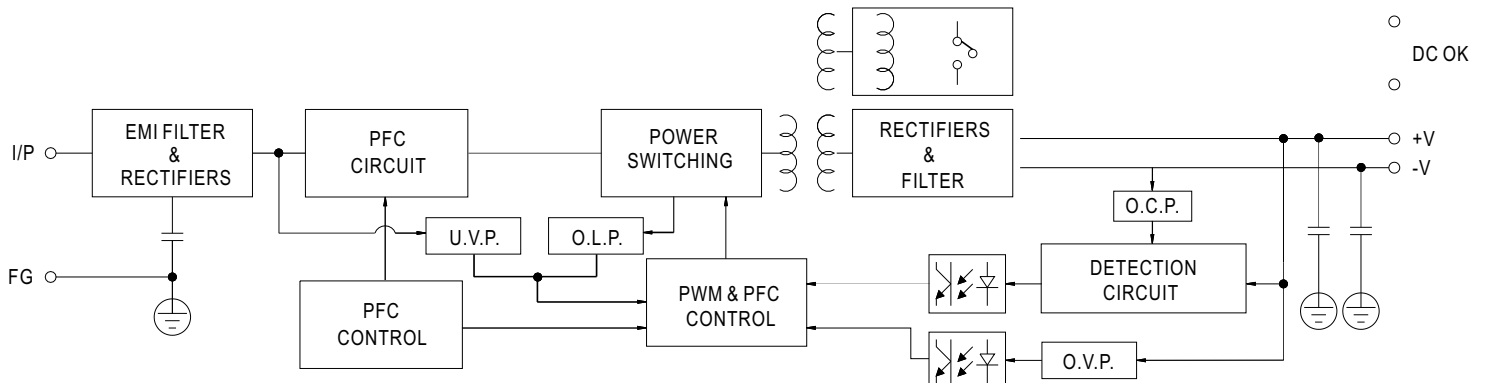 DC OK
I/P
EMI FILTER
&
RECTIFIERS
PFC
CIRCUIT
POWER
SWITCHING
RECTIFIERS
&
FILTER
+V
-V
O.C.P.
U.V.P.
O.L.P.
FG
PFC
CONTROL
PWM & PFC
CONTROL
DETECTION
CIRCUIT
O.V.P.